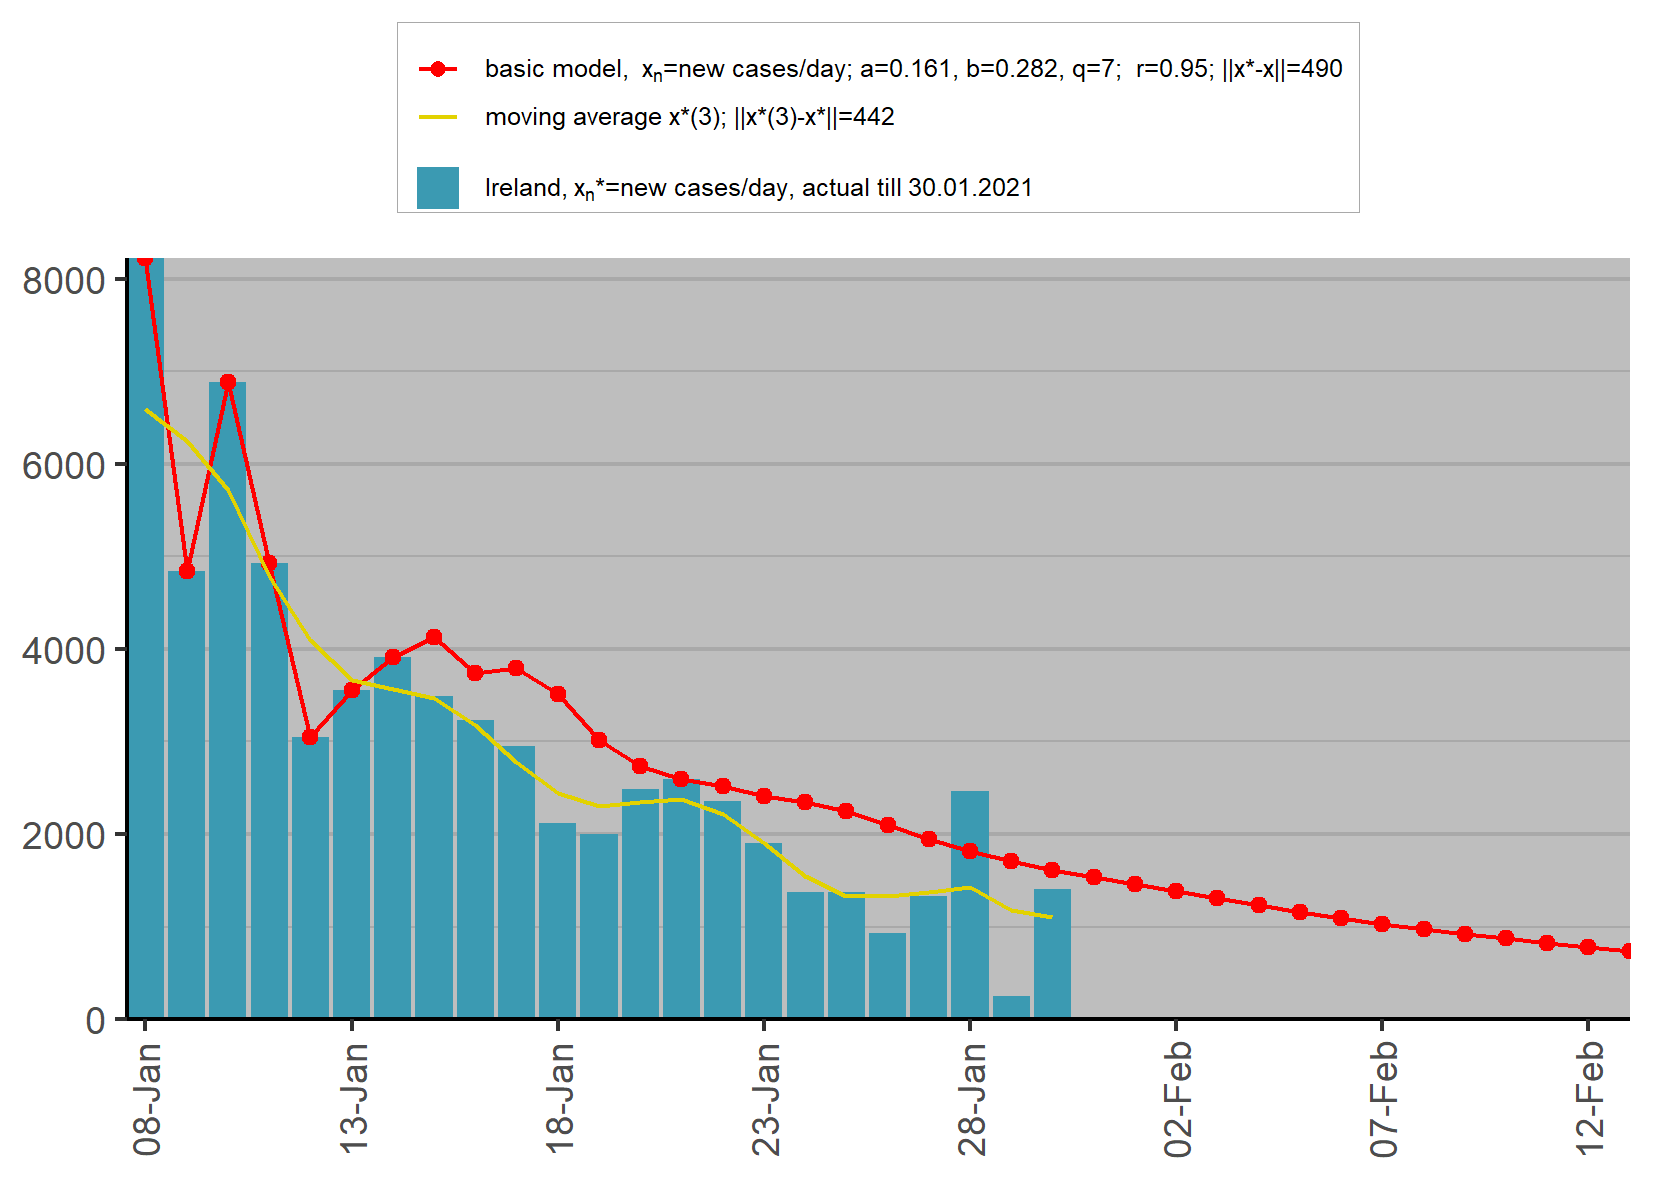 basic model,  xn=new cases/day; a=0.161, b=0.282, q=7;  r=0.95; ||x*-x||=490
moving average x*(3); ||x*(3)-x*||=442
Ireland, xn*=new cases/day, actual till 30.01.2021
8000
6000
4000
2000
0
08-Jan
13-Jan
18-Jan
23-Jan
28-Jan
02-Feb
07-Feb
12-Feb